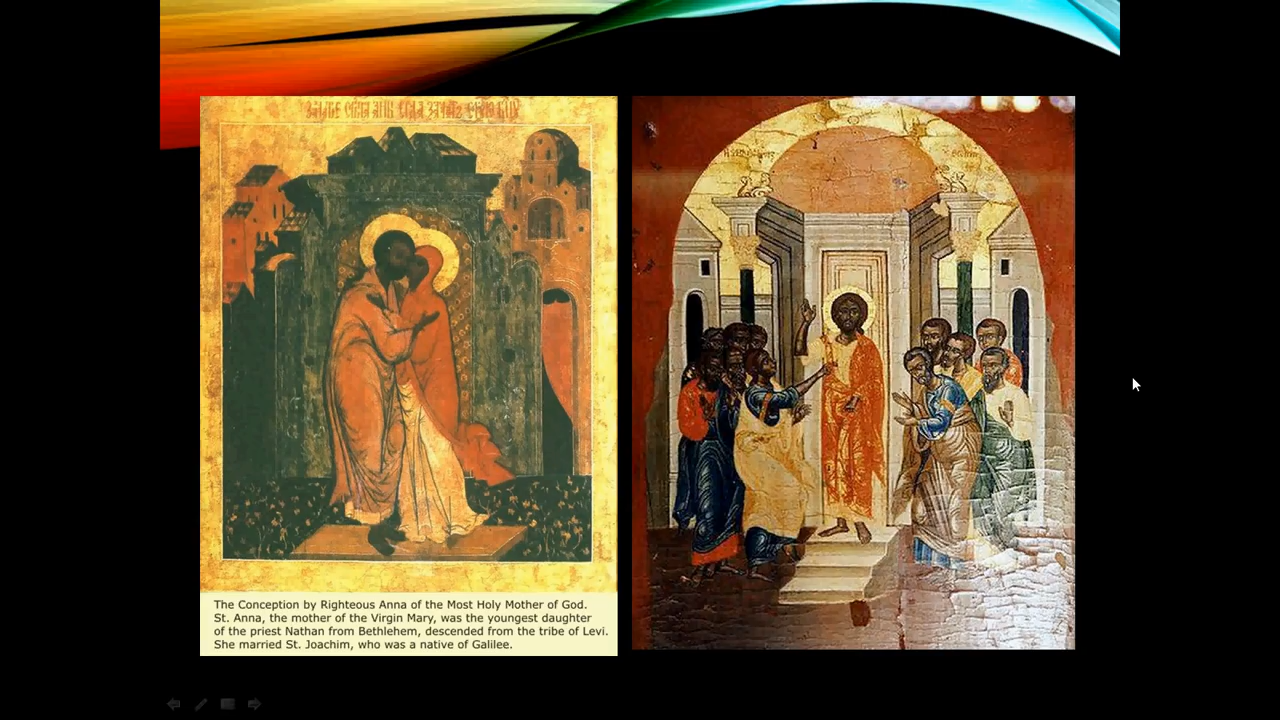 The Conception by Righteous Anna of the Most Holy Mother of God.
St. Anna, the mother of the Virgin Mary, was the youngest daughter
of the priest Nathan from Bethlehem, descended from the tribe of Levi.
She married St. Joachim, who was a native of Galilee.